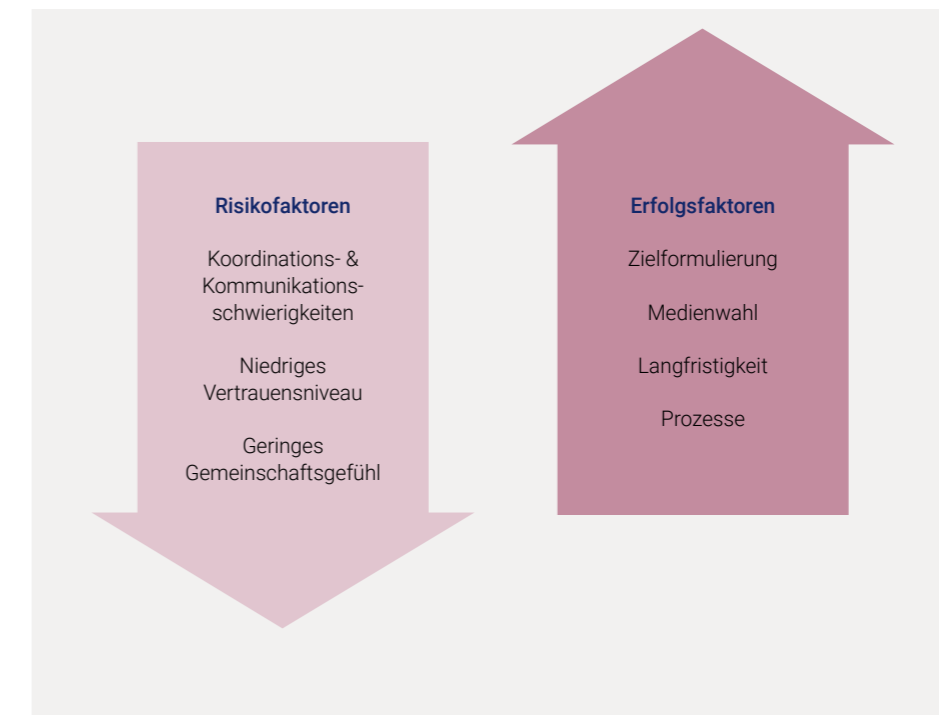 Risikofaktoren
Koordinations- &
Kommunikations-
schwierigkeiten
Niedriges
Vertrauensniveau
Geringes
Gemeinschaftsgefühl
Erfolgsfaktoren
Zielformulierung
Medienwahl
Langfristigkeit
Prozesse